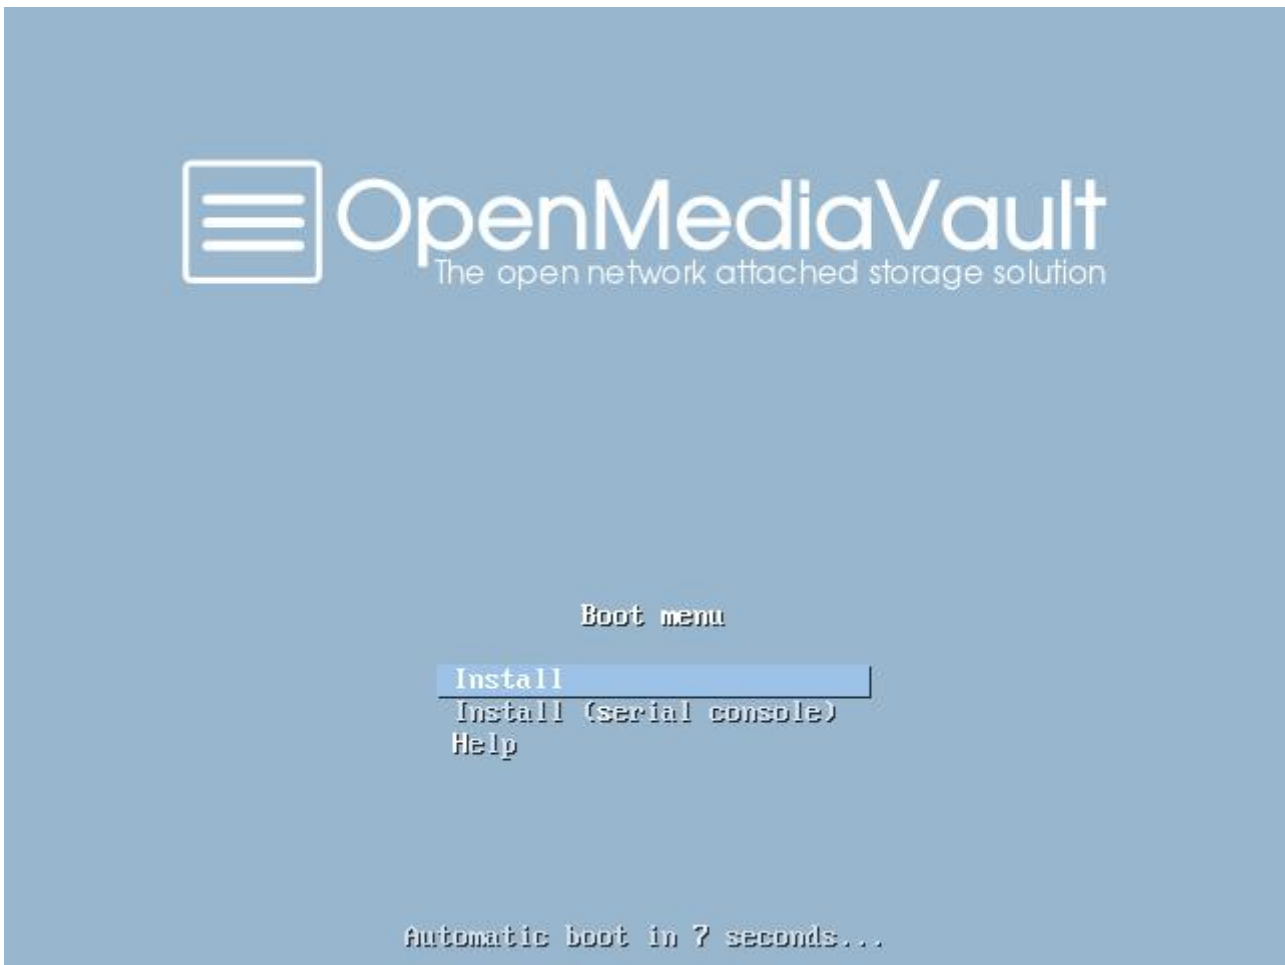 OpenMediaVault
The open network attached storage solution
Boot menu
Install
Install (serial console)
Help
Automatic boot in 7 seconds...